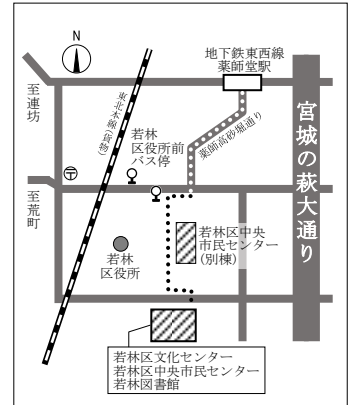 N
地下鉄東西線
薬師堂駅
至連坊
東北本線(貨物)
若林
区役所前
バス停
薬師高砂堀通り
宮城の萩大通り
〒
至荒町
若林
区役所
若林区中央
市民センター
(別棟)
若林区文化センター
若林区中央市民センター
若林図書館